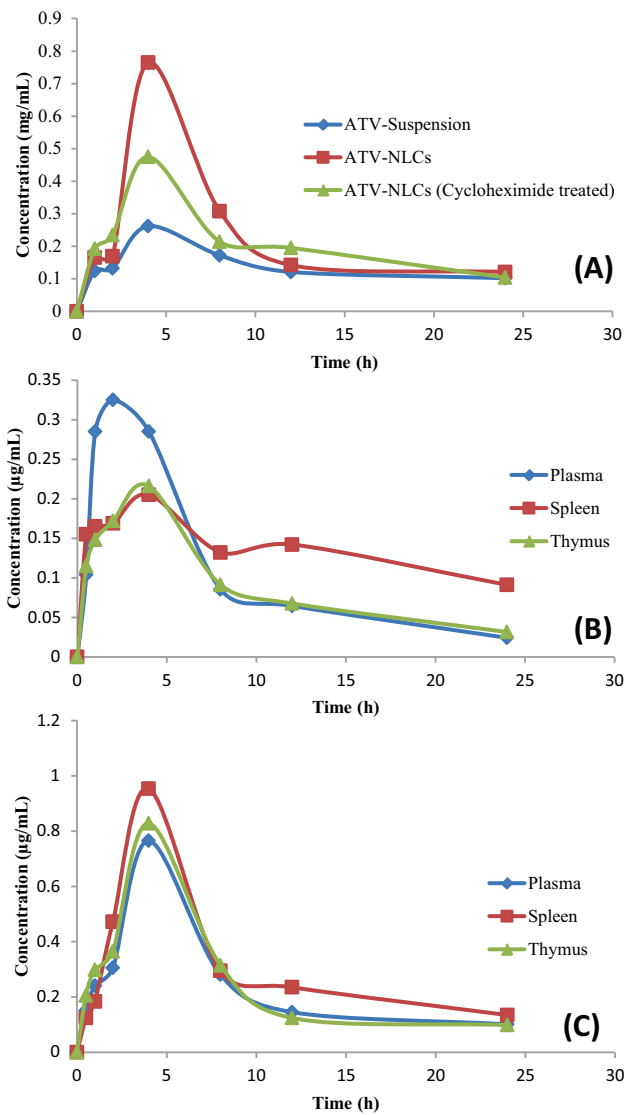 0.9
0.8
0.7
0.6
0.5
0.4
0.3
0.2
0.1
0
Concentration (mg/mL)
ATV-Suspension
ATV-NLCs
ATV-NLCs (Cycloheximide treated)
(A)
0 5 10 15 20 25 30
Time (h)
0.35
0.3
0.25
0.2
0.15
0.1
0.05
0
Concentration (µg/mL)
Plasma
Spleen
Thymus
(B)
0 5 10 15 20 25 30
Time (h)
1.2
1
0.8
0.6
0.4
0.2
0
Concentration (µg/mL)
Plasma
Spleen
Thymus
(C)
0 5 10 15 20 25 30
Time (h)